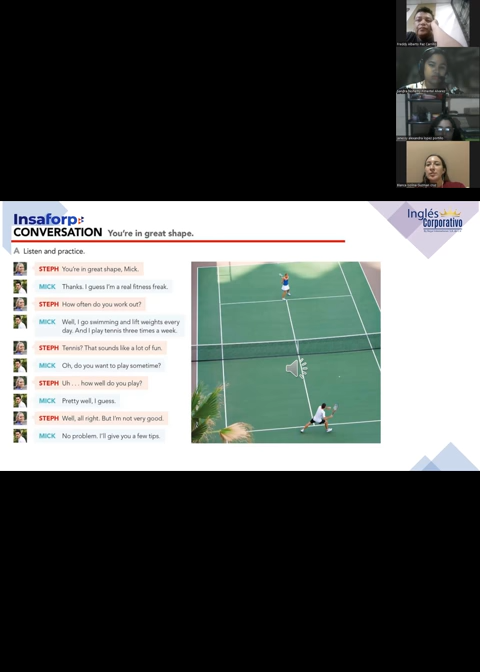 Insaforp
CONVERSATION You're in great shape.
Inglés
Corporativo
A Listen and practice.
STEPH You're in great shape, Mick.
MICK Thanks. I guess I'm a real fitness freak.
STEPH How often do you work out?
MICK Well, I go swimming and lift weights every
day. And I play tennis three times a week.
STEPH Tennis? That sounds like a lot of fun.
MICK Oh, do you want to play sometime?
STEPH Uh . . . how well do you play?
MICK Pretty well, I guess.
STEPH Well, all right. But I'm not very good.
MICK No problem. I'll give you a few tips.